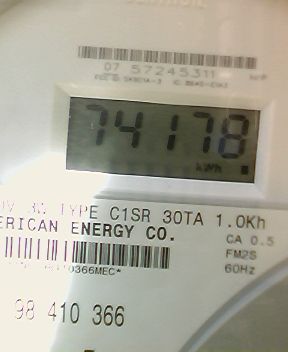 07 57245311
74178
kWh
3W TYPE C1SR 30TA 1.0Kh
ERICAN ENERGY CO.
CA 0.5
FM2S
60Hz
98 410 366